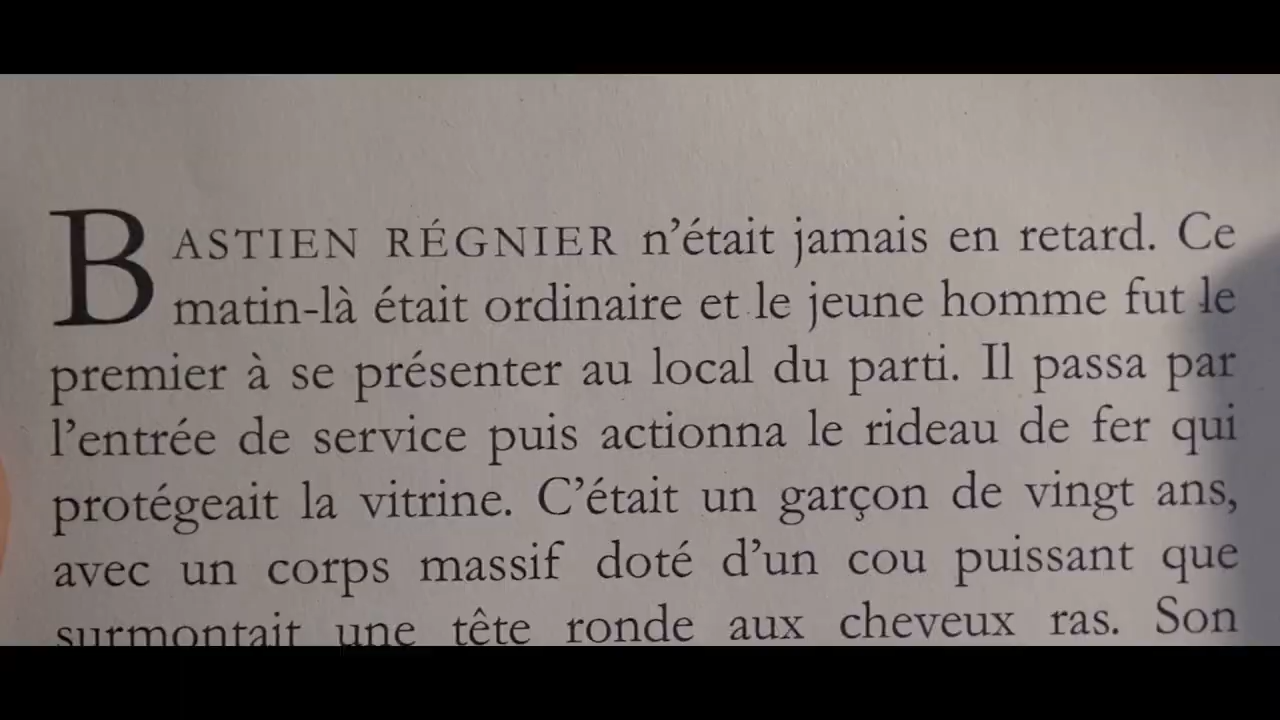 BASTIEN RÉGNIER n'était jamais en retard. Ce
matin-là était ordinaire et le jeune homme fut le
premier à se présenter au local du parti. Il passa par
l'entrée de service puis actionna le rideau de fer qui
protégeait la vitrine. C'était un garçon de vingt ans,
avec un corps massif doté d'un cou puissant que
surmontait une tête ronde aux cheveux ras. Son